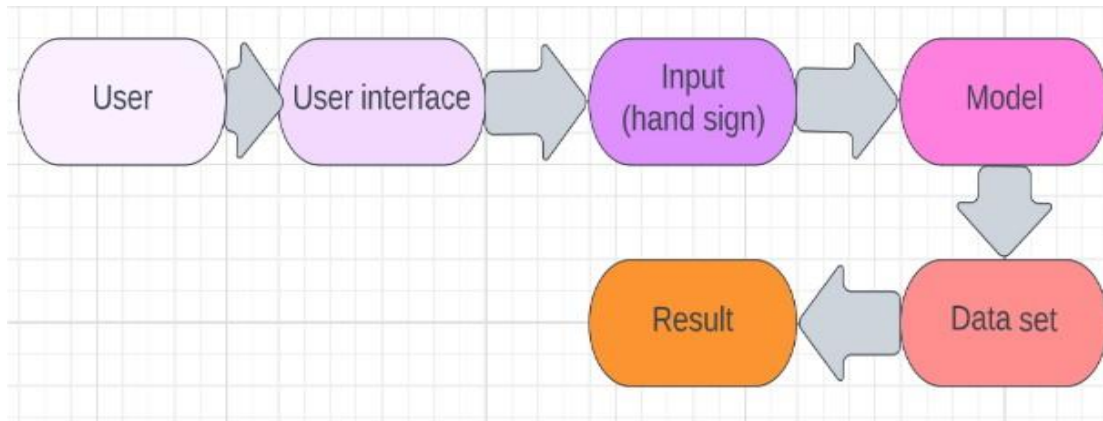 User
User interface
Input
(hand sign)
Model
Result
Data set